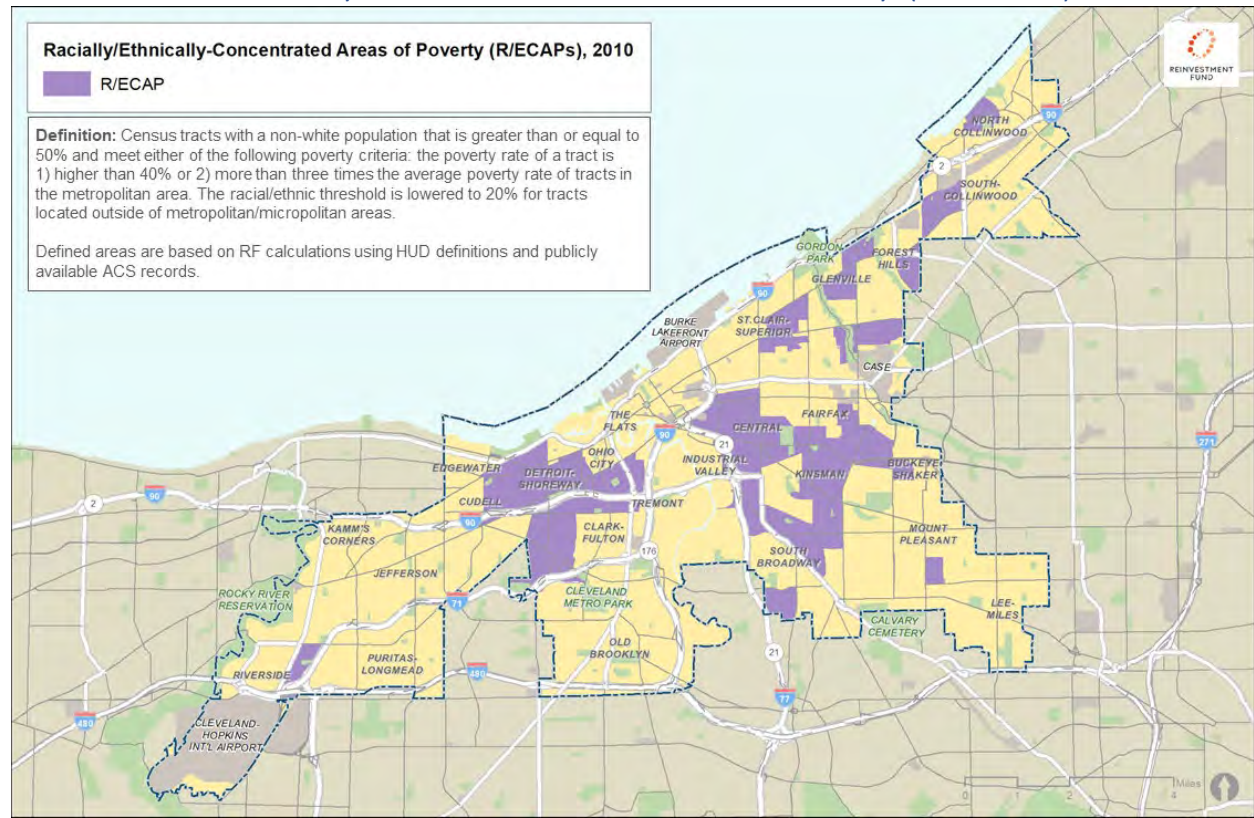 Racially/Ethnically-Concentrated Areas of Poverty (R/ECAPs), 2010
R/ECAP
REINVESTMENT
FUND
Definition: Census tracts with a non-white population that is greater than or equal to
50% and meet either of the following poverty criteria: the poverty rate of a tract is
1) higher than 40% or 2) more than three times the average poverty rate of tracts in
the metropolitan area. The racial/ethnic threshold is lowered to 20% for tracts
located outside of metropolitan/micropolitan areas.
Defined areas are based on RF calculations using HUD definitions and publicly
available ACS records.
90
NORTH
COLLINWOOD
2
SOUTH-
COLLINWOOD
GORDON
PARK
FOREST
HILLS
GLENVILLE
90
BURKE
LAKEFRONT
AIRPORT
ST.CLAIR-
SUPERIOR
CASE
THE
FLATS
FAIRFAX
CENTRAL
90
21
271
OHIO
CITY
INDUSTRIAL
VALLEY
EDGEWATER
DETROIT-
SHOREWAY
KINSMAN
BUCKEYE-
SHAKER
90
2
CUDELL
TREMONT
90
KAMM'S
CORNERS
CLARK-
FULTON
MOUNT
PLEASANT
176
SOUTH
BROADWAY
JEFFERSON
ROCKY RIVER
RESERVATION
71
CLEVELAND
METRO PARK
LEE-
MILES
CALVARY
CEMETERY
OLD
BROOKLYN
21
PURITAS-
LONGMEAD
RIVERSIDE
480
77
480
CLEVELAND-
HOPKINS
INT'L AIRPORT
Miles
0 1 2 4